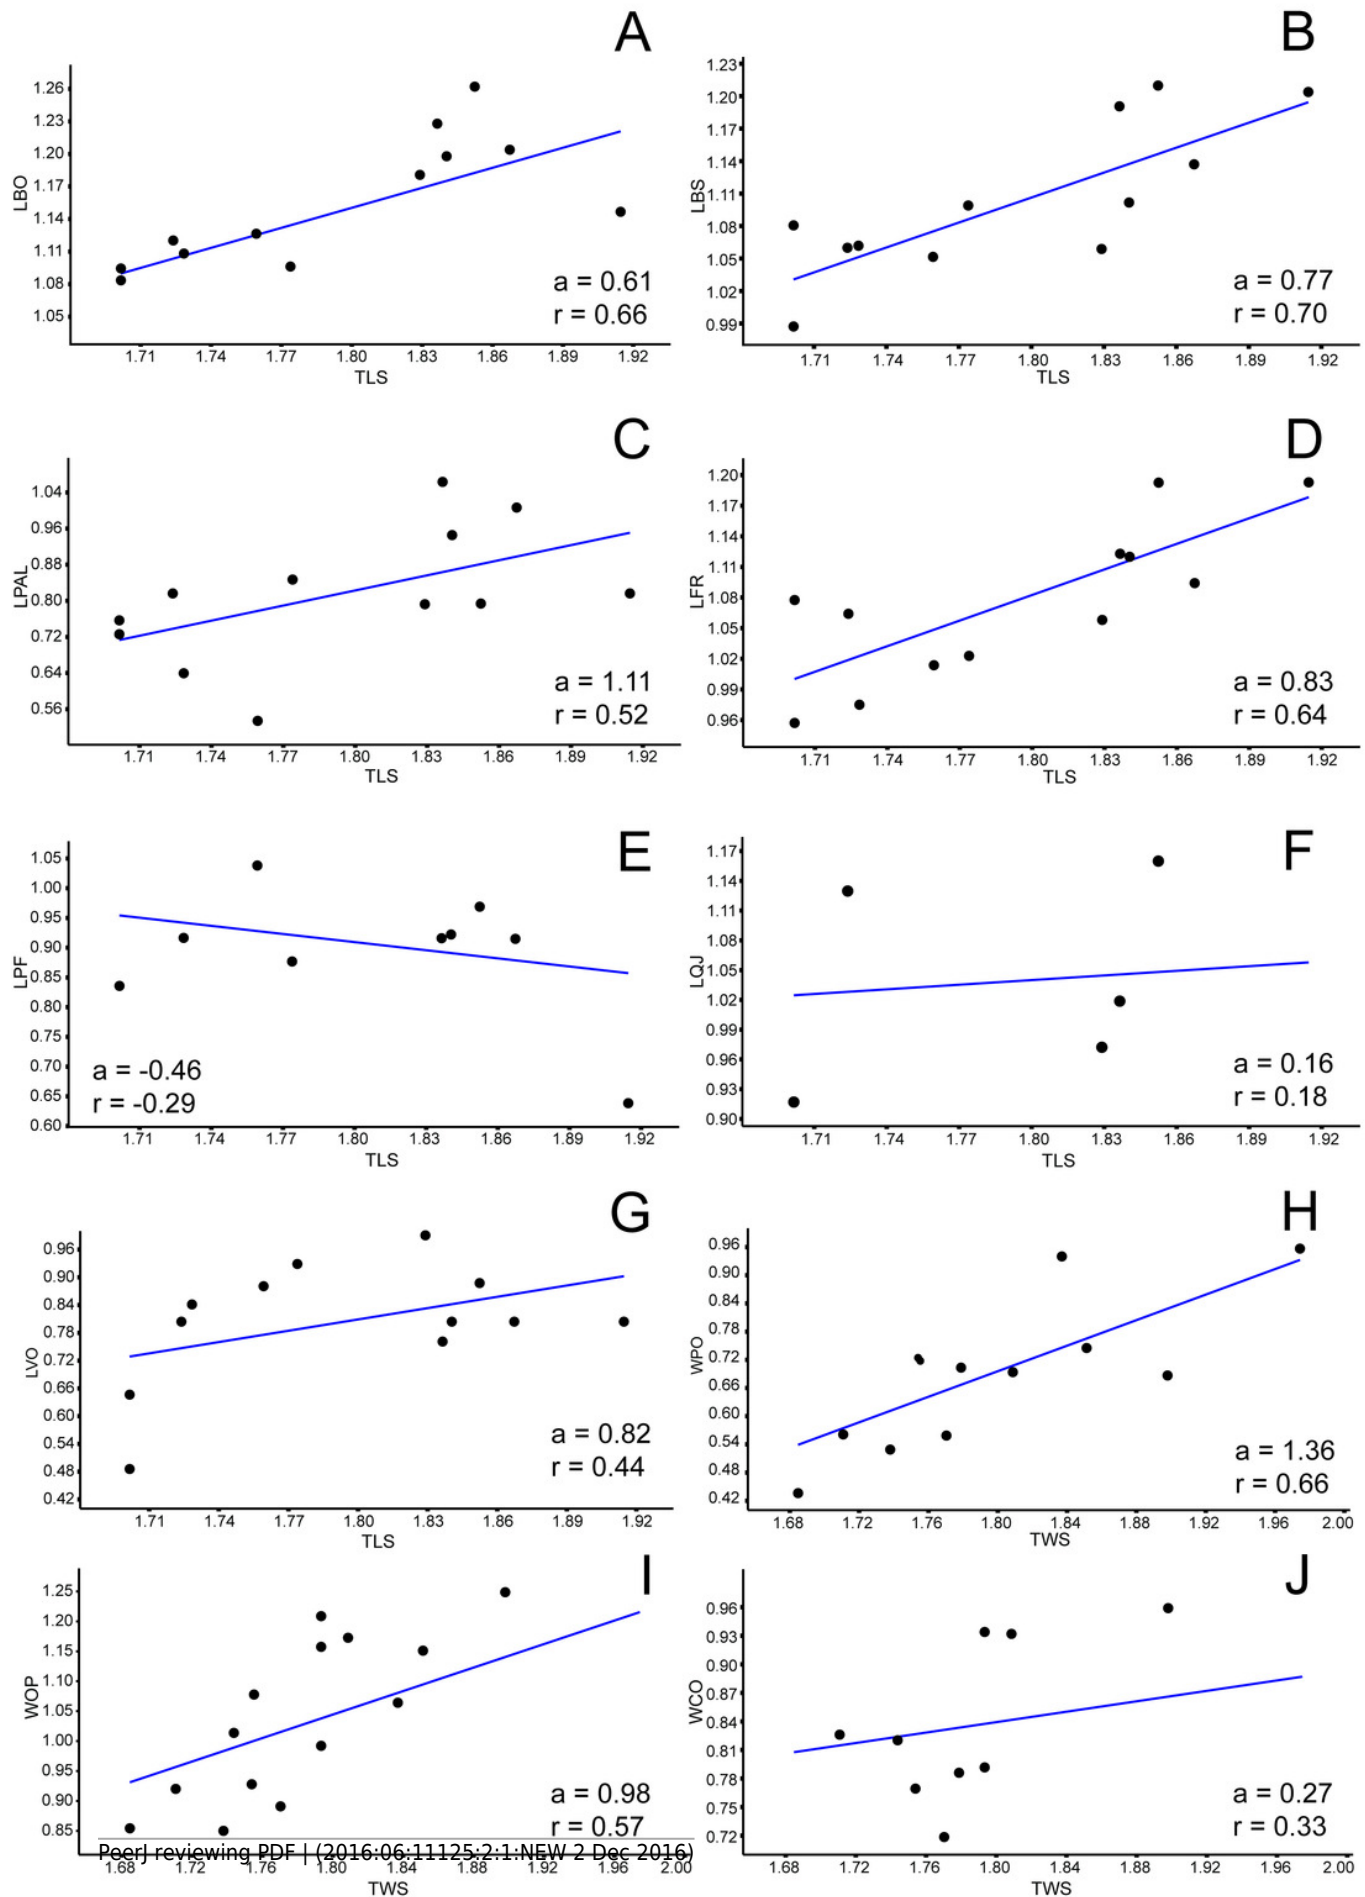 A
B
LBO
1.26
1.23
1.20
1.17
1.14
1.11
1.08
1.05
a = 0.61
r = 0.66
1.71 1.74 1.77 1.80 1.83 1.86 1.89 1.92
TLS
LBS
1.23
1.20
1.17
1.14
1.11
1.08
1.05
1.02
0.99
a = 0.77
r = 0.70
1.71 1.74 1.77 1.80 1.83 1.86 1.89 1.92
TLS
C
D
LPAL
1.04
0.96
0.88
0.80
0.72
0.64
0.56
a = 1.11
r = 0.52
1.71 1.74 1.77 1.80 1.83 1.86 1.89 1.92
TLS
LFR
1.20
1.17
1.14
1.11
1.08
1.05
1.02
0.99
0.96
a = 0.83
r = 0.64
1.71 1.74 1.77 1.80 1.83 1.86 1.89 1.92
TLS
E
F
LPF
1.05
1.00
0.95
0.90
0.85
0.80
0.75
0.70
0.65
0.60
a = -0.46
r = -0.29
1.71 1.74 1.77 1.80 1.83 1.86 1.89 1.92
TLS
LQJ
1.17
1.14
1.11
1.08
1.05
1.02
0.99
0.96
0.93
0.90
a = 0.16
r = 0.18
1.71 1.74 1.77 1.80 1.83 1.86 1.89 1.92
TLS
G
H
LVO
0.96
0.90
0.84
0.78
0.72
0.66
0.60
0.54
0.48
0.42
a = 0.82
r = 0.44
1.71 1.74 1.77 1.80 1.83 1.86 1.89 1.92
TLS
WPO
0.96
0.90
0.84
0.78
0.72
0.66
0.60
0.54
0.48
0.42
a = 1.36
r = 0.66
1.68 1.72 1.76 1.80 1.84 1.88 1.92 1.96 2.00
TWS
I
J
WOP
1.25
1.20
1.15
1.10
1.05
1.00
0.95
0.90
0.85
a = 0.98
r = 0.57
PeerJ reviewing PDF | (2016:06:11125:2:1:NEW 2 Dec 2016)
1.68 1.72 1.76 1.80 1.84 1.88 1.92 1.96 2.00
TWS
WCO
0.96
0.93
0.90
0.87
0.84
0.81
0.78
0.75
0.72
a = 0.27
r = 0.33
1.68 1.72 1.76 1.80 1.84 1.88 1.92 1.96 2.00
TWS